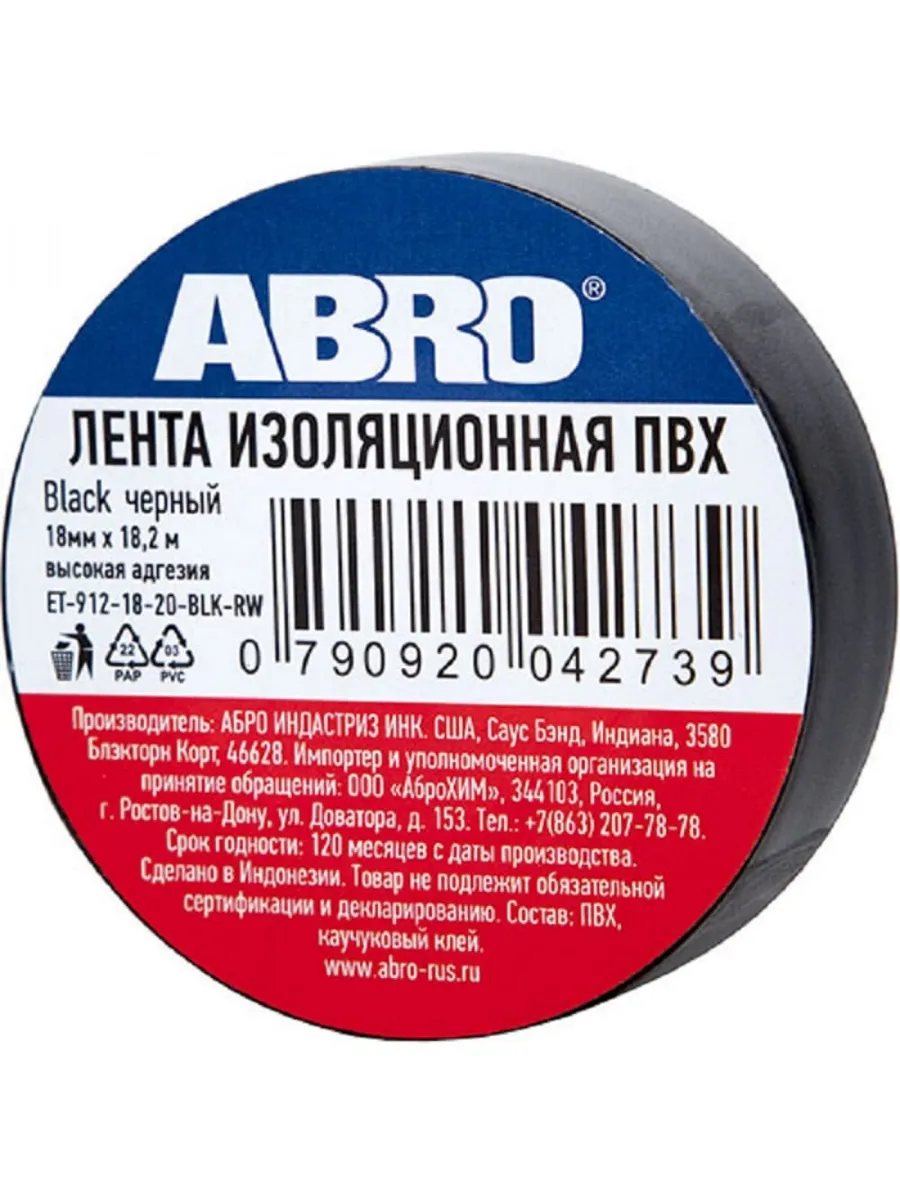 ABRO®
ЛЕНТА ИЗОЛЯЦИОННАЯ ПВХ
Black черный
18мм x 18,2 м
высокая адгезия
ET-912-18-20-BLK-RW
22
PAP
03
PVC
0 790920 042739
Производитель: АБРО ИНДАСТРИЗ ИНК. США, Саус Бэнд, Индиана, 3580
Блэкторн Корт, 46628. Импортер и уполномоченная организация на
принятие обращений: ООО «АброХИМ», 344103, Россия,
г. Ростов-на-Дону, ул. Доватора, д. 153. Тел.: +7(863) 207-78-78.
Срок годности: 120 месяцев с даты производства.
Сделано в Индонезии. Товар не подлежит обязательной
сертификации и декларированию. Состав: ПВХ,
каучуковый клей.
www.abro-rus.ru